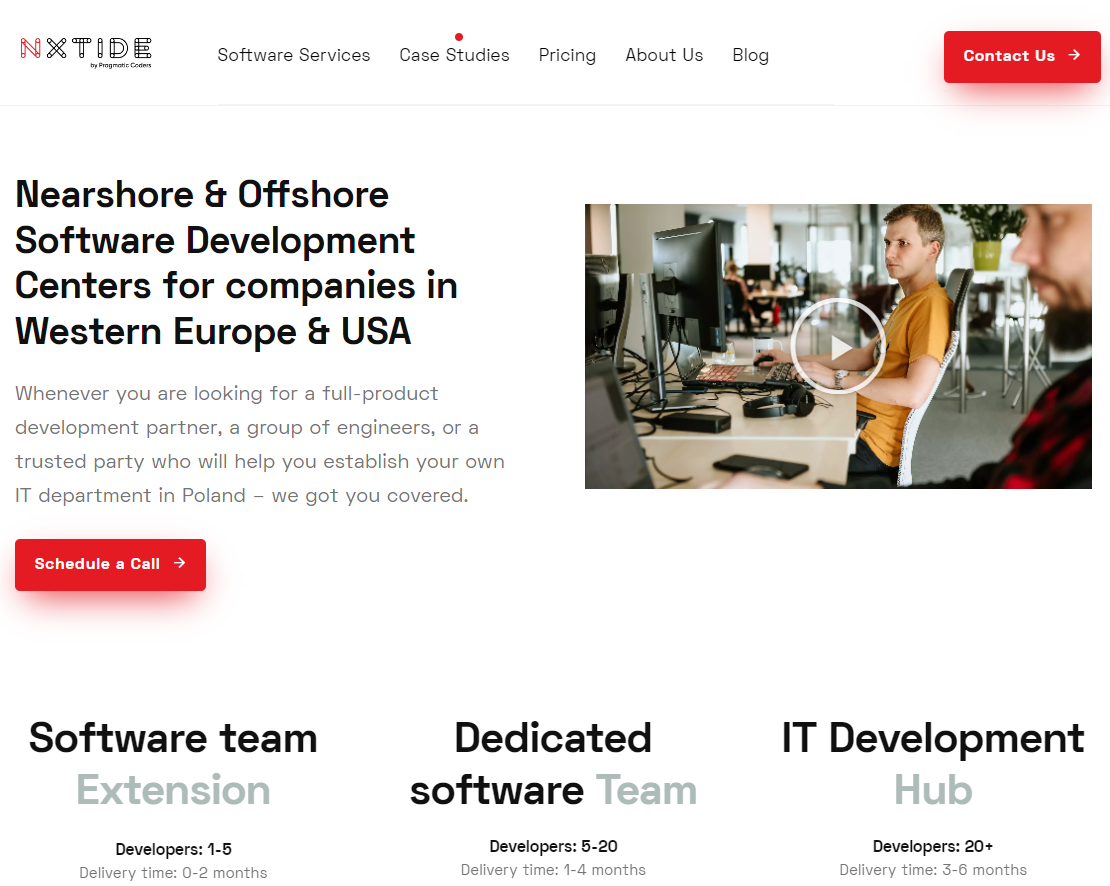 NXTIDE
by Pragmatic Coders
Software Services
Case Studies
Pricing
About Us
Blog
Contact Us →
Nearshore & Offshore
Software Development
Centers for companies in
Western Europe & USA
Whenever you are looking for a full-product
development partner, a group of engineers, or a
trusted party who will help you establish your own
IT department in Poland – we got you covered.
Schedule a Call →
Software team
Extension
Developers: 1-5
Delivery time: 0-2 months
Dedicated
software Team
Developers: 5-20
Delivery time: 1-4 months
IT Development
Hub
Developers: 20+
Delivery time: 3-6 months